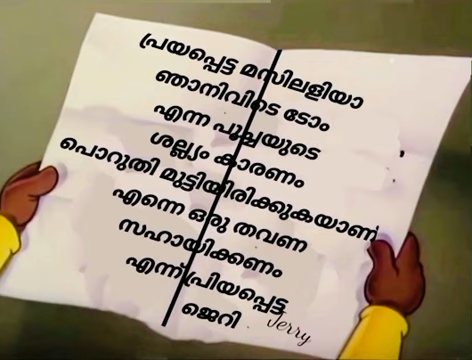 പ്രയപ്പെട്ട മസിലളിയാ
ഞാനിവിടെ ടോം
എന്ന പൂച്ചയുടെ
ശല്ല്യം കാരണം
പൊറുതി മുട്ടിയിരിക്കുകയാണ്
എന്നെ ഒരു തവണ
സഹായിക്കണം
എന്ന് പ്രിയപ്പെട്ട
ജെറി
Jerry